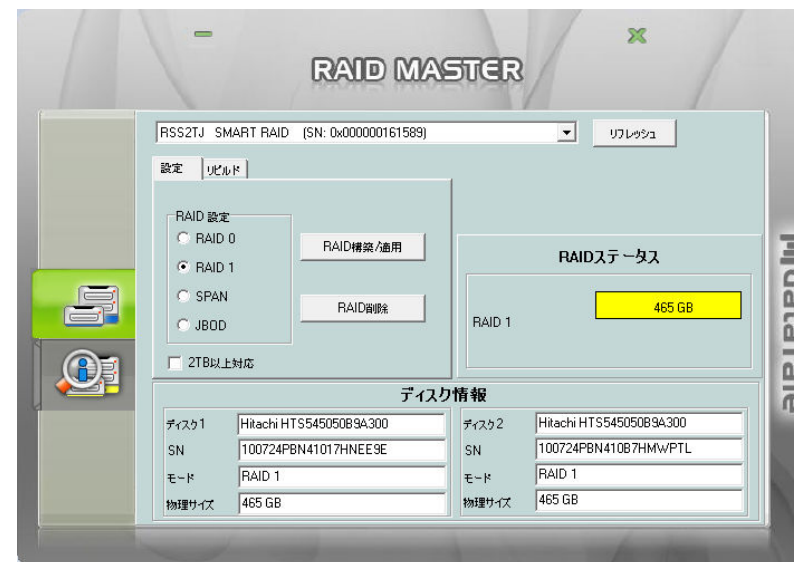 RAID MASTER
RSS2TJ SMART RAID (SN: 0x000000161589)
リフレッシュ
設定 リビルド
RAID 設定
RAID 0
RAID 1
SPAN
JBOD
RAID構築/適用
RAID削除
2TB以上対応
RAIDステータス
RAID 1
465 GB
ディスク情報
ディスク1
Hitachi HTS545050B9A300
SN
100724PBN41017HNEE9E
モード
RAID 1
物理サイズ
465 GB
ディスク2
Hitachi HTS545050B9A300
SN
100724PBN410B7HMWPTL
モード
RAID 1
物理サイズ
465 GB